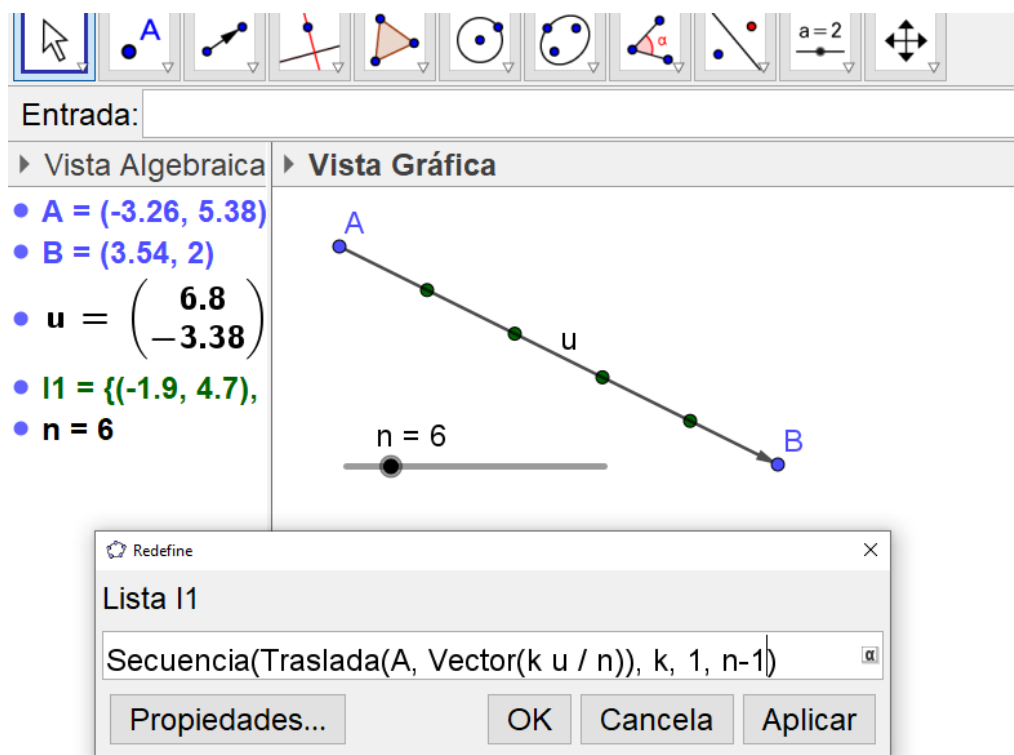 A
α
a = 2
Entrada:
Vista Algebraica
Vista Gráfica
A = (-3.26, 5.38)
B = (3.54, 2)
u = (6.8
−3.38)
l1 = {(-1.9, 4.7),
n = 6
A
u
B
n = 6
Redefine
Lista l1
Secuencia(Traslada(A, Vector(k u / n)), k, 1, n-1)
α
Propiedades...
OK
Cancela
Aplicar